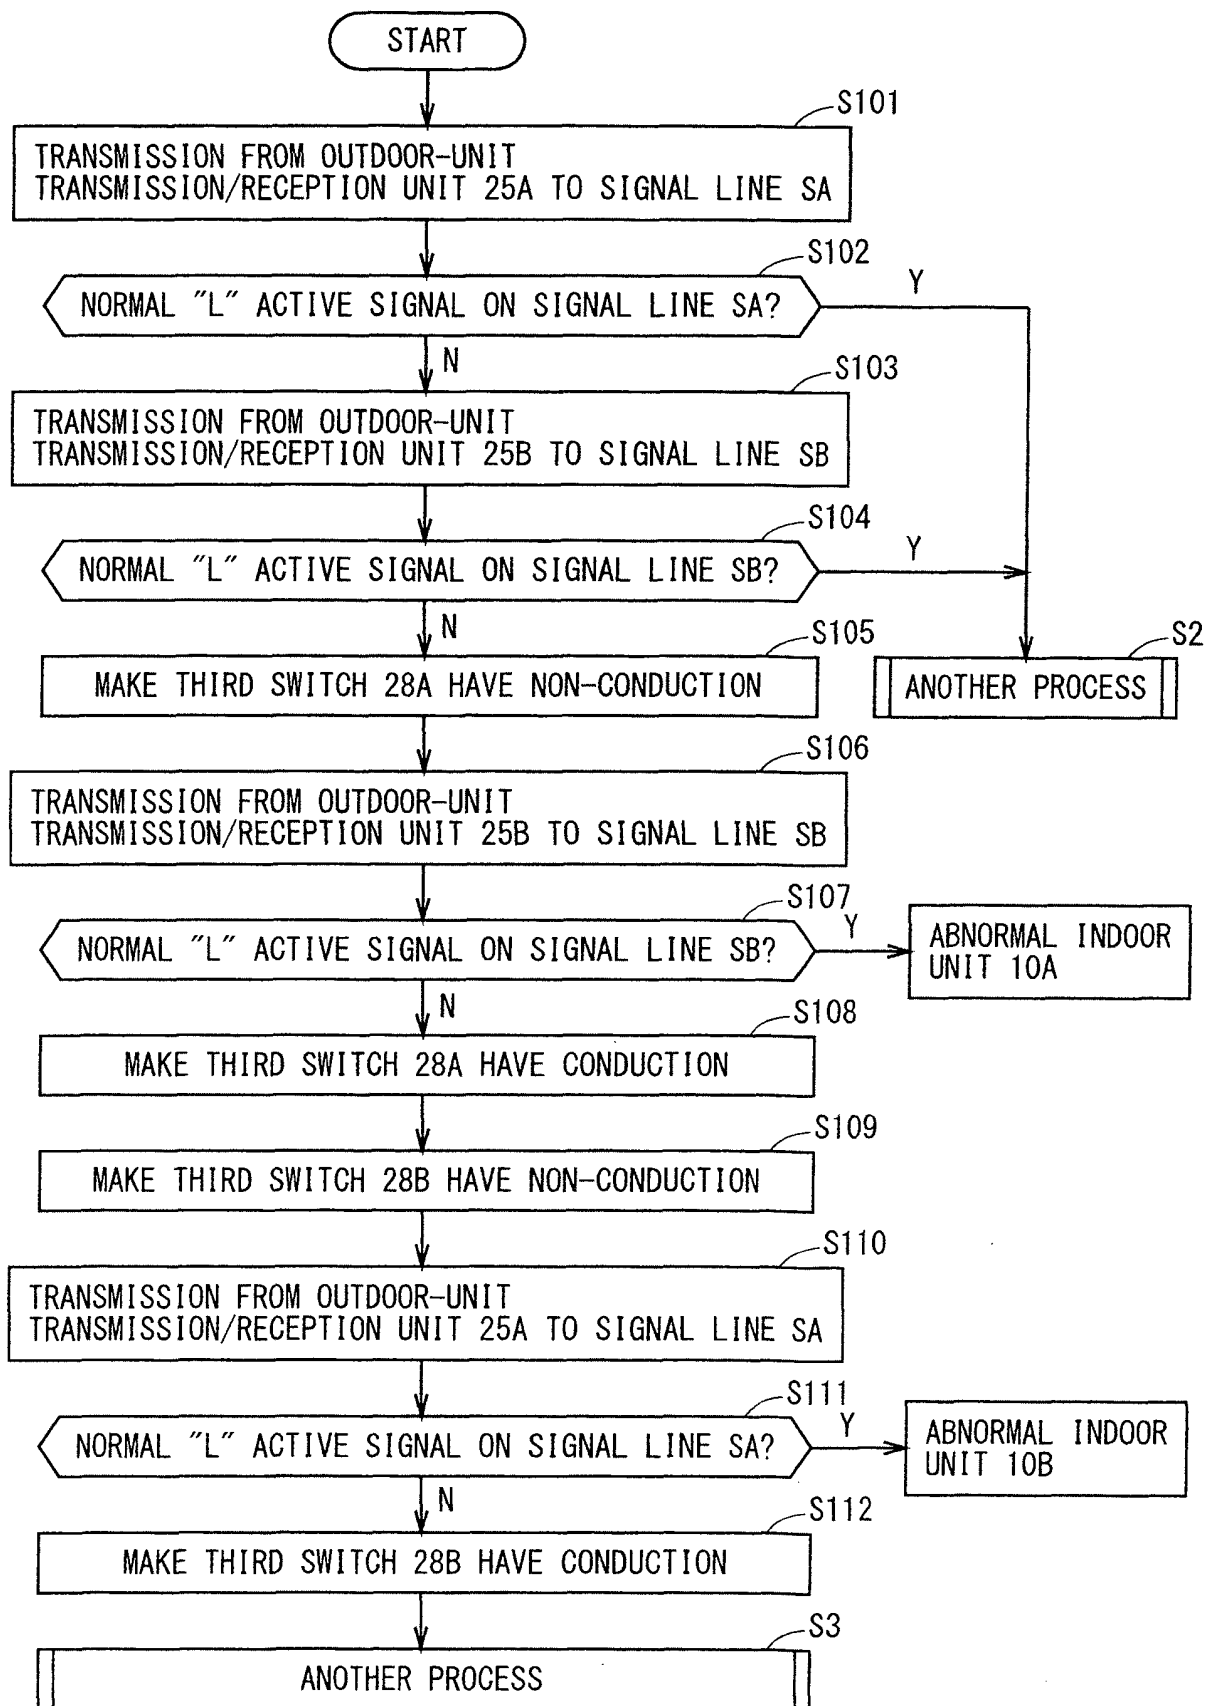 START
S101
TRANSMISSION FROM OUTDOOR-UNIT
TRANSMISSION/RECEPTION UNIT 25A TO SIGNAL LINE SA
S102
NORMAL "L" ACTIVE SIGNAL ON SIGNAL LINE SA?
Y
N
S103
TRANSMISSION FROM OUTDOOR-UNIT
TRANSMISSION/RECEPTION UNIT 25B TO SIGNAL LINE SB
S104
NORMAL "L" ACTIVE SIGNAL ON SIGNAL LINE SB?
Y
N
S105
MAKE THIRD SWITCH 28A HAVE NON-CONDUCTION
S2
ANOTHER PROCESS
S106
TRANSMISSION FROM OUTDOOR-UNIT
TRANSMISSION/RECEPTION UNIT 25B TO SIGNAL LINE SB
S107
NORMAL "L" ACTIVE SIGNAL ON SIGNAL LINE SB?
Y
ABNORMAL INDOOR
UNIT 10A
N
S108
MAKE THIRD SWITCH 28A HAVE CONDUCTION
S109
MAKE THIRD SWITCH 28B HAVE NON-CONDUCTION
S110
TRANSMISSION FROM OUTDOOR-UNIT
TRANSMISSION/RECEPTION UNIT 25A TO SIGNAL LINE SA
S111
NORMAL "L" ACTIVE SIGNAL ON SIGNAL LINE SA?
Y
ABNORMAL INDOOR
UNIT 10B
N
S112
MAKE THIRD SWITCH 28B HAVE CONDUCTION
S3
ANOTHER PROCESS